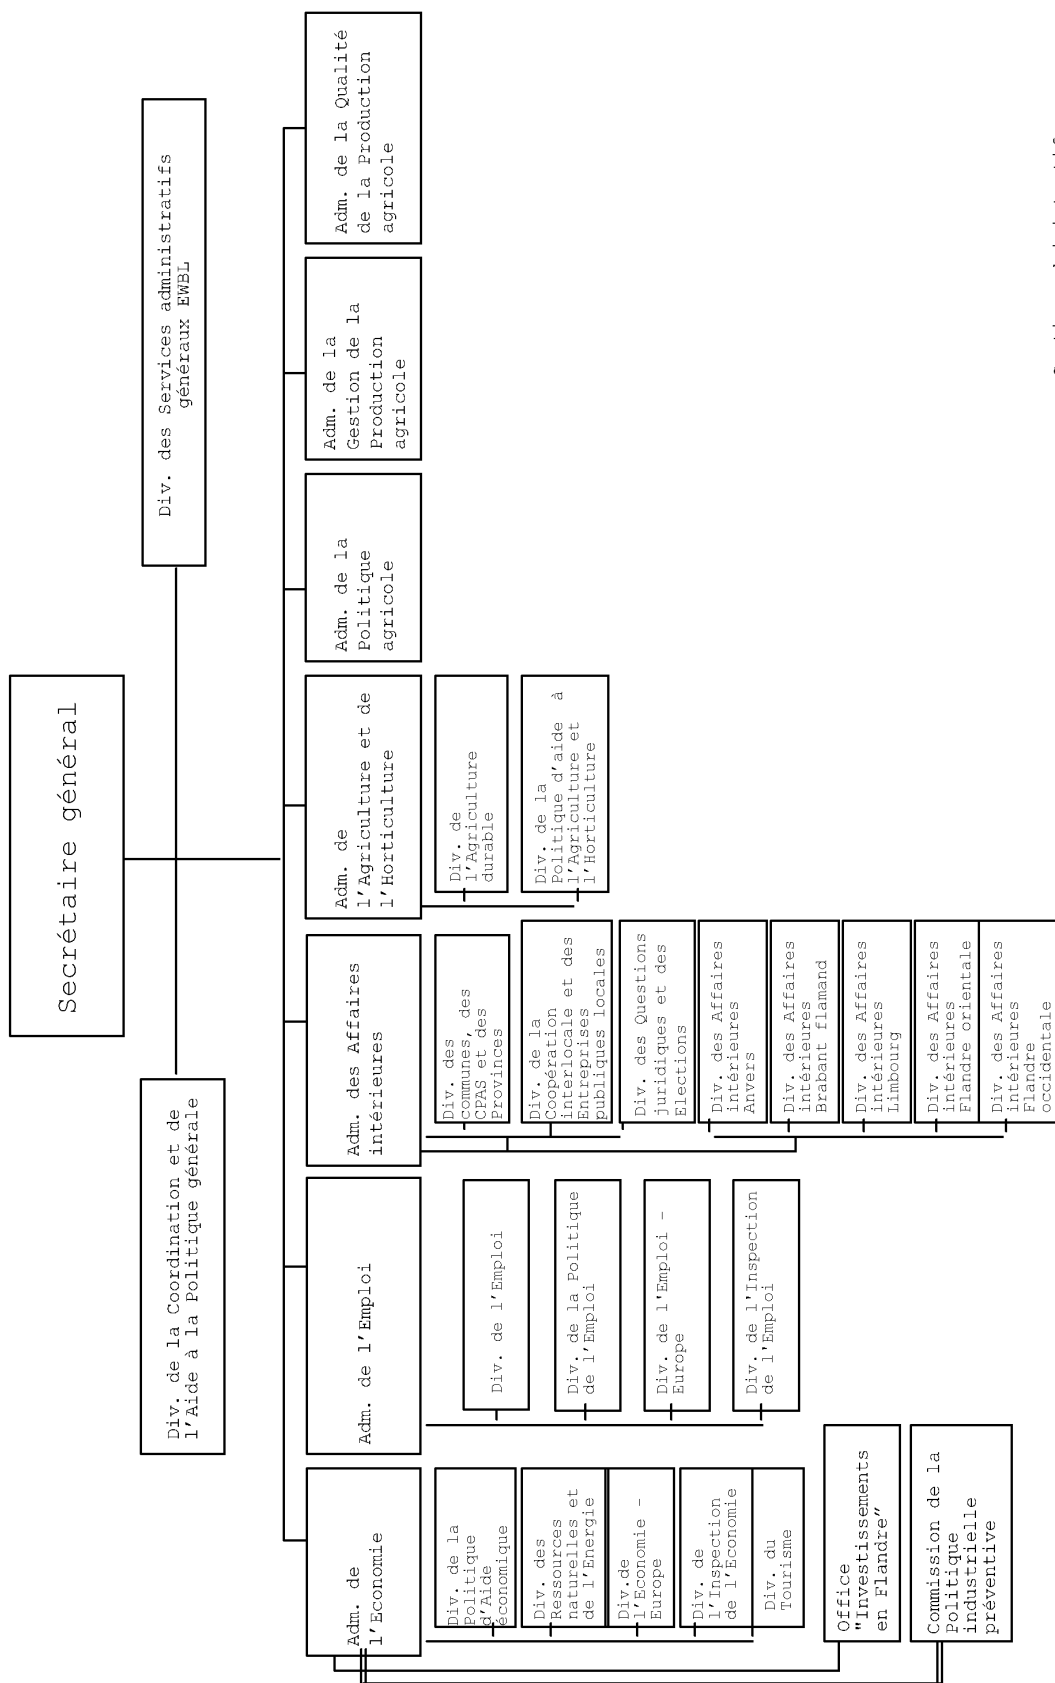 Secrétaire général
Div. de la Coordination et de
l'Aide à la Politique générale
Div. des Services administratifs
généraux EWBL
Adm. de
l'Economie
Adm. de l'Emploi
Adm. des Affaires
intérieures
Adm. de
l'Agriculture et de
l'Horticulture
Adm. de la
Politique
agricole
Adm. de la
Gestion de la
Production
agricole
Adm. de la Qualité
de la Production
agricole
Div. de la
Politique
d'Aide
économique
Div. des
Ressources
naturelles et
de l'Energie
Div.de
l'Economie -
Europe
Div. de
l'Inspection
de l'Economie
Div. du
Tourisme
Office
"Investissements
en Flandre"
Commission de la
Politique
industrielle
préventive
Div. de l'Emploi
Div. de la Politique
de l'Emploi
Div. de l'Emploi -
Europe
Div. de l'Inspection
de l'Emploi
Div. des
communes, des
CPAS et des
Provinces
Div. de la
Coopération
interlocale et des
Entreprises
publiques locales
Div. des Questions
juridiques et des
Elections
Div. des Affaires
intérieures
Anvers
Div. des Affaires
intérieures
Brabant flamand
Div. des Affaires
intérieures
Limbourg
Div. des Affaires
intérieures
Flandre orientale
Div. des Affaires
intérieures
Flandre
occidentale
Div. de
l'Agriculture
durable
Div. de la
Politique d'aide à
l'Agriculture et
l'Horticulture